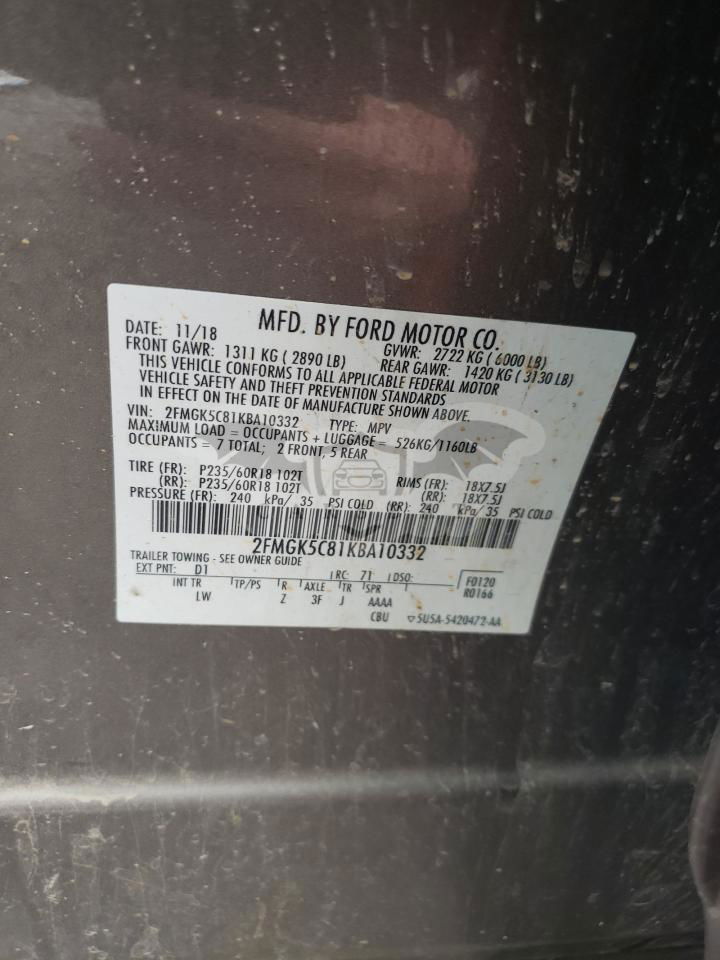 MFD. BY FORD MOTOR CO.
DATE: 11/18 GVWR: 2722 KG ( 6000 LB)
FRONT GAWR: 1311 KG ( 2890 LB) REAR GAWR: 1420 KG ( 3130 LB)
THIS VEHICLE CONFORMS TO ALL APPLICABLE FEDERAL MOTOR
VEHICLE SAFETY AND THEFT PREVENTION STANDARDS
IN EFFECT ON THE DATE OF MANUFACTURE SHOWN ABOVE.
VIN: 2FMGK5C81KBA10332 TYPE: MPV
MAXIMUM LOAD = OCCUPANTS + LUGGAGE = 526KG/1160LB
OCCUPANTS = 7 TOTAL; 2 FRONT, 5 REAR
TIRE (FR): P235/60R18 102T RIMS (FR): 18X7.5J
(RR): P235/60R18 102T (RR): 18X7.5J
PRESSURE (FR): 240 kPa/ 35 PSI COLD (RR): 240 kPa/35 PSI COLD
2FMGK5C81KBA10332
TRAILER TOWING - SEE OWNER GUIDE
EXT PNT: D1 RC: 71 DSO: F0120
INT TR TP/PS R AXLE TR SPR R0166
LW Z 3F J AAAA
CBU ▽5U5A-5420472-AA